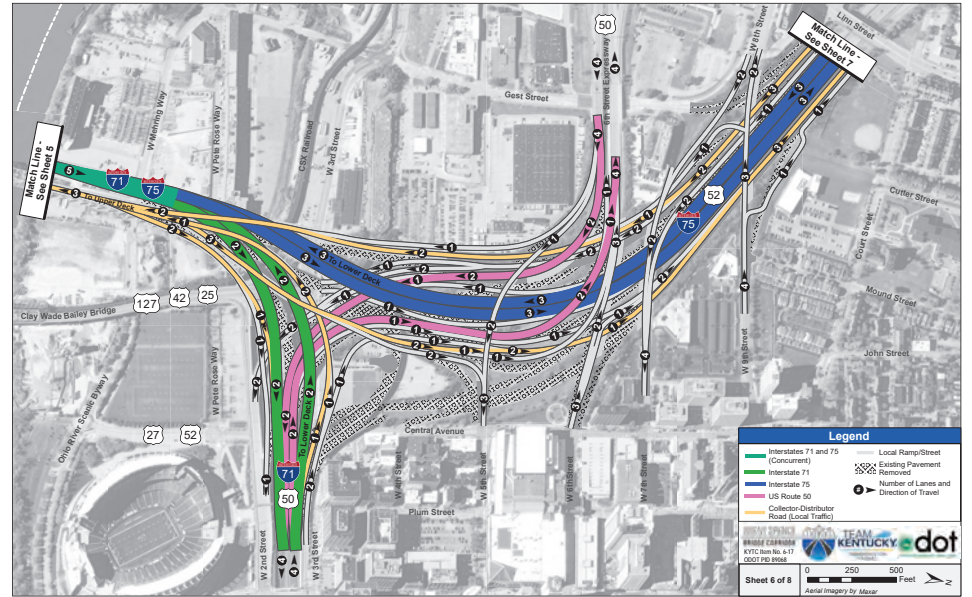 50
W 8th Street
Linn Street
Match Line -
See Sheet 7
6th Street Expressway
Gest Street
W Mehring Way
W Pete Rose Way
CSX Railroad
W 3rd Street
Match Line -
See Sheet 5
71
75
To Upper Deck
To Lower Deck
52
75
Cutter Street
Court Street
Mound Street
John Street
127
42
25
Clay Wade Bailey Bridge
W Pete Rose Way
Ohio River Scenic Byway
27
52
To Lower Deck
71
50
W 2nd Street
W 3rd Street
Central Avenue
W 4th Street
Plum Street
W 5th Street
W 6th Street
W 7th Street
W 9th Street
Legend
Interstates 71 and 75
(Concurrent)
Interstate 71
Interstate 75
US Route 50
Collector-Distributor
Road (Local Traffic)
Local Ramp/Street
Existing Pavement
Removed
# Number of Lanes and
Direction of Travel
BRENT SPENCE
BRIDGE CORRIDOR
KYTC Item No. 6-17
ODOT PID 89068
TEAM
KENTUCKY
dot
Sheet 6 of 8
0 250 500
Feet
N
Aerial Imagery by Maxar